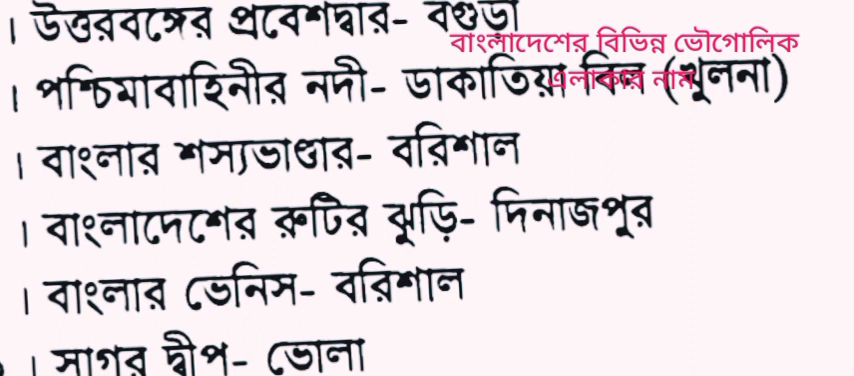 । উত্তরবঙ্গের প্রবেশদ্বার- বগুড়া
বাংলাদেশের বিভিন্ন ভৌগোলিক
এলাকার নাম
। পশ্চিমাবাহিনীর নদী- ডাকাতিয়া বিল (খুলনা)
। বাংলার শস্যভাণ্ডার- বরিশাল
। বাংলাদেশের রুটির ঝুড়ি- দিনাজপুর
। বাংলার ভেনিস- বরিশাল
। সাগর দ্বীপ- ভোলা